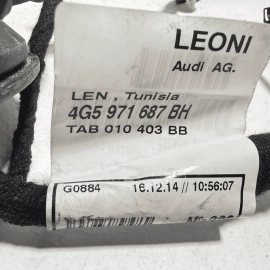 LEONI
Audi AG.
LEN , Tunisia
4G5 971 687 BH
TAB 010 403 BB
G0884 16.12.14 // 10:56:07